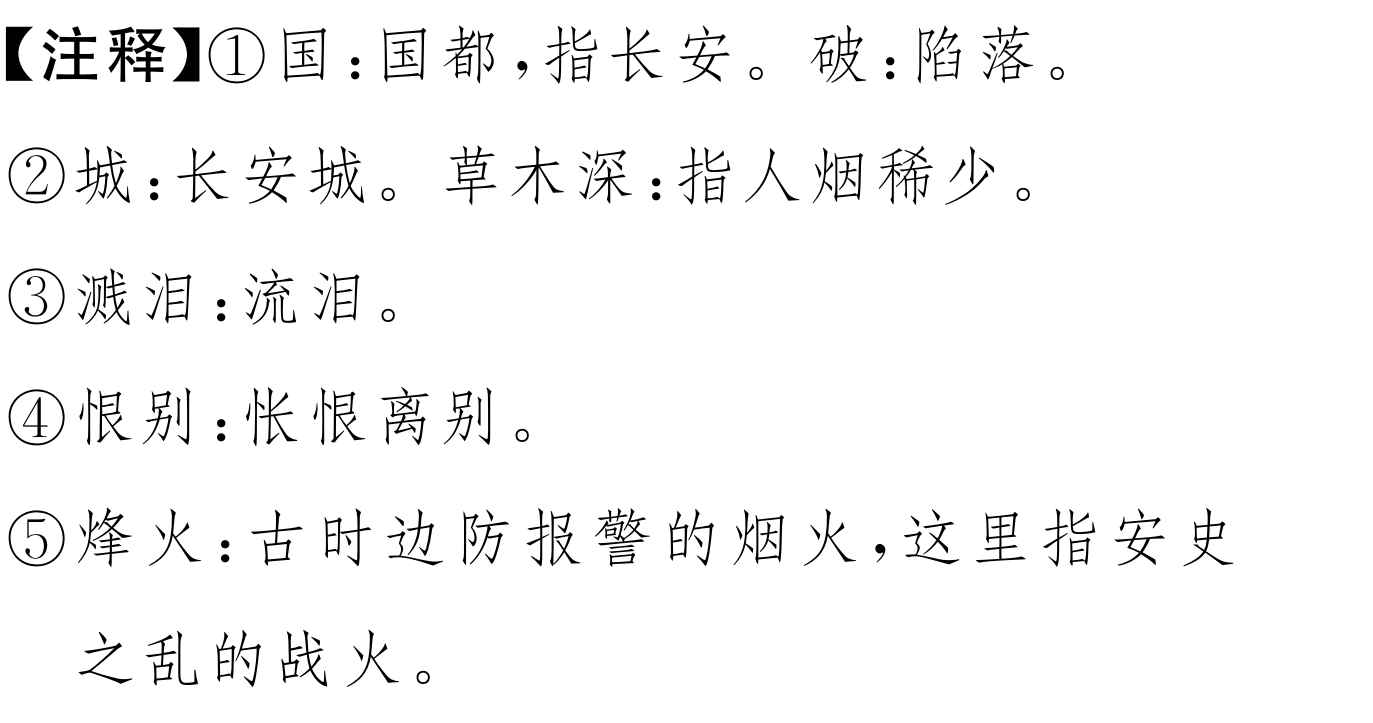 【注释】①国:国都,指长安。破:陷落。
②城:长安城。草木深:指人烟稀少。
③溅泪:流泪。
④恨别:怅恨离别。
⑤烽火:古时边防报警的烟火,这里指安史
之乱的战火。